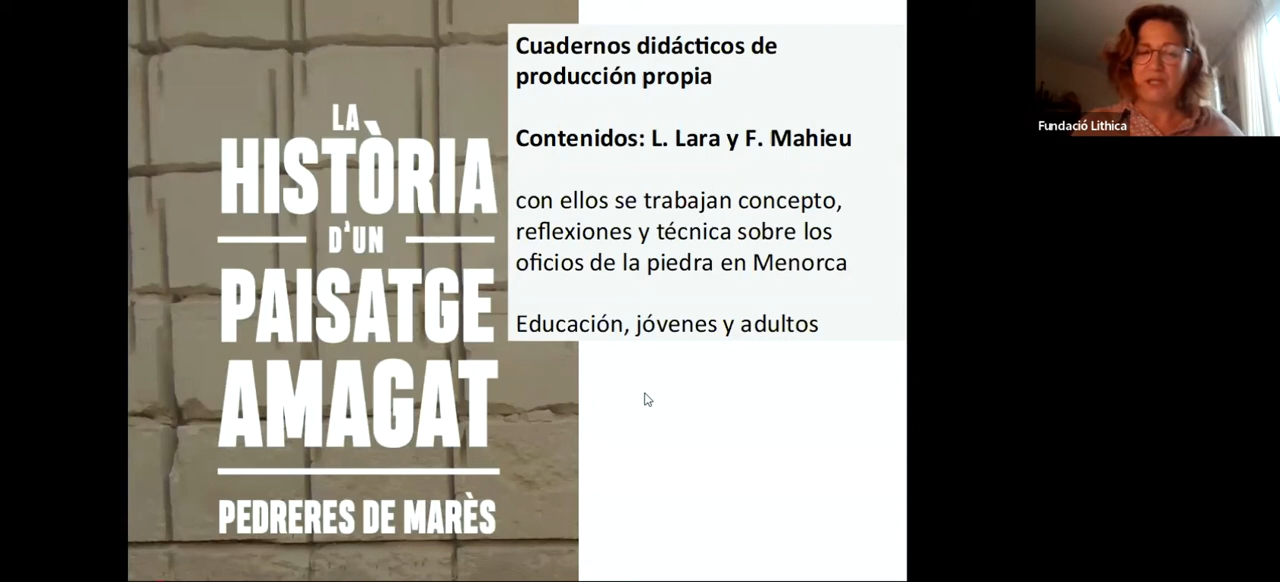 LA
HISTÒRIA
D'UN
PAISATGE
AMAGAT
PEDRERES DE MARÈS
Cuadernos didácticos de
producción propia
Contenidos: L. Lara y F. Mahieu
con ellos se trabajan concepto,
reflexiones y técnica sobre los
oficios de la piedra en Menorca
Educación, jóvenes y adultos
Fundació Lithica